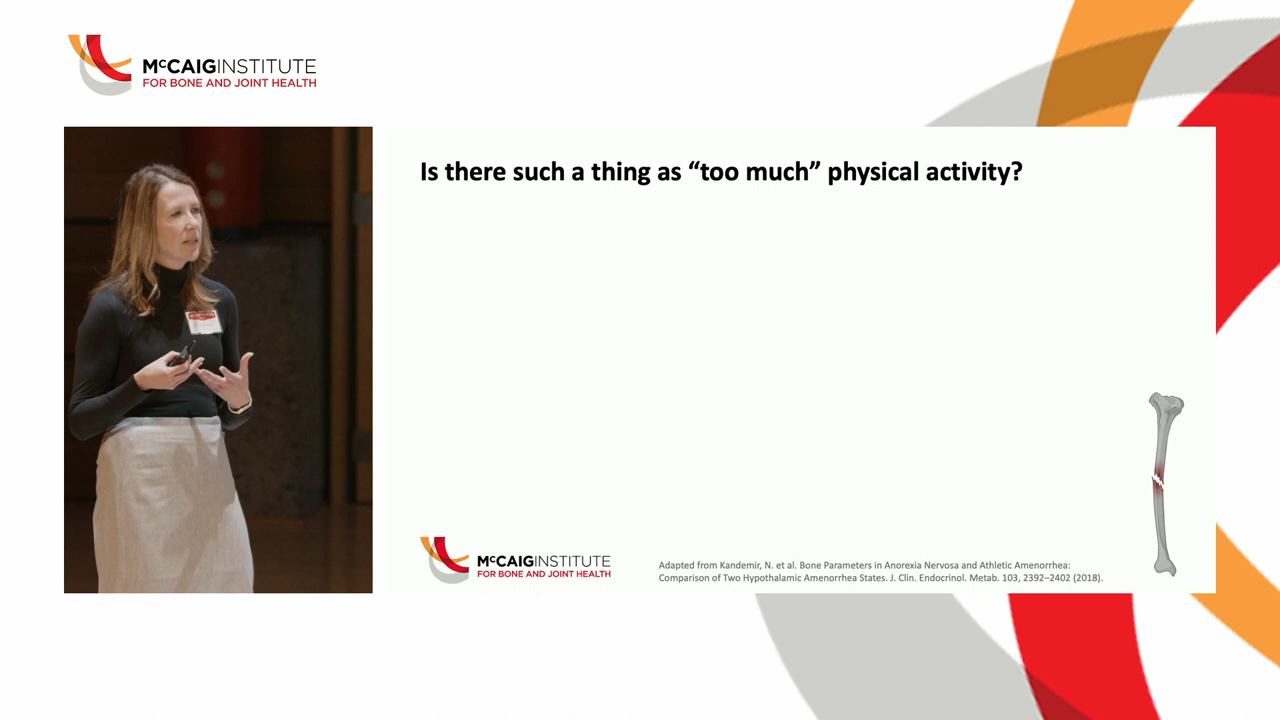 McCAIGINSTITUTE
FOR BONE AND JOINT HEALTH
Is there such a thing as “too much” physical activity?
McCAIGINSTITUTE
FOR BONE AND JOINT HEALTH
Adapted from Kandemir, N. et al. Bone Parameters in Anorexia Nervosa and Athletic Amenorrhea:
Comparison of Two Hypothalamic Amenorrhea States. J. Clin. Endocrinol. Metab. 103, 2392–2402 (2018).